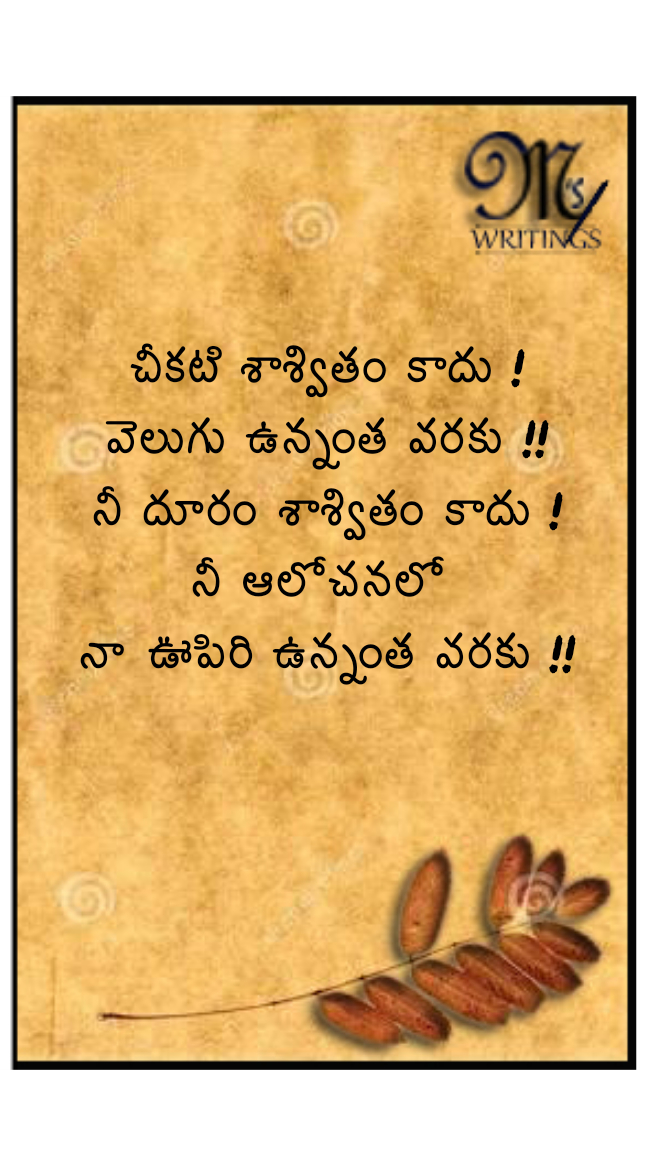 M's
WRITINGS
చీకటి శాశ్వితం కాదు !
వెలుగు ఉన్నంత వరకు !!
నీ దూరం శాశ్వితం కాదు !
నీ ఆలోచనలో
నా ఊపిరి ఉన్నంత వరకు !!